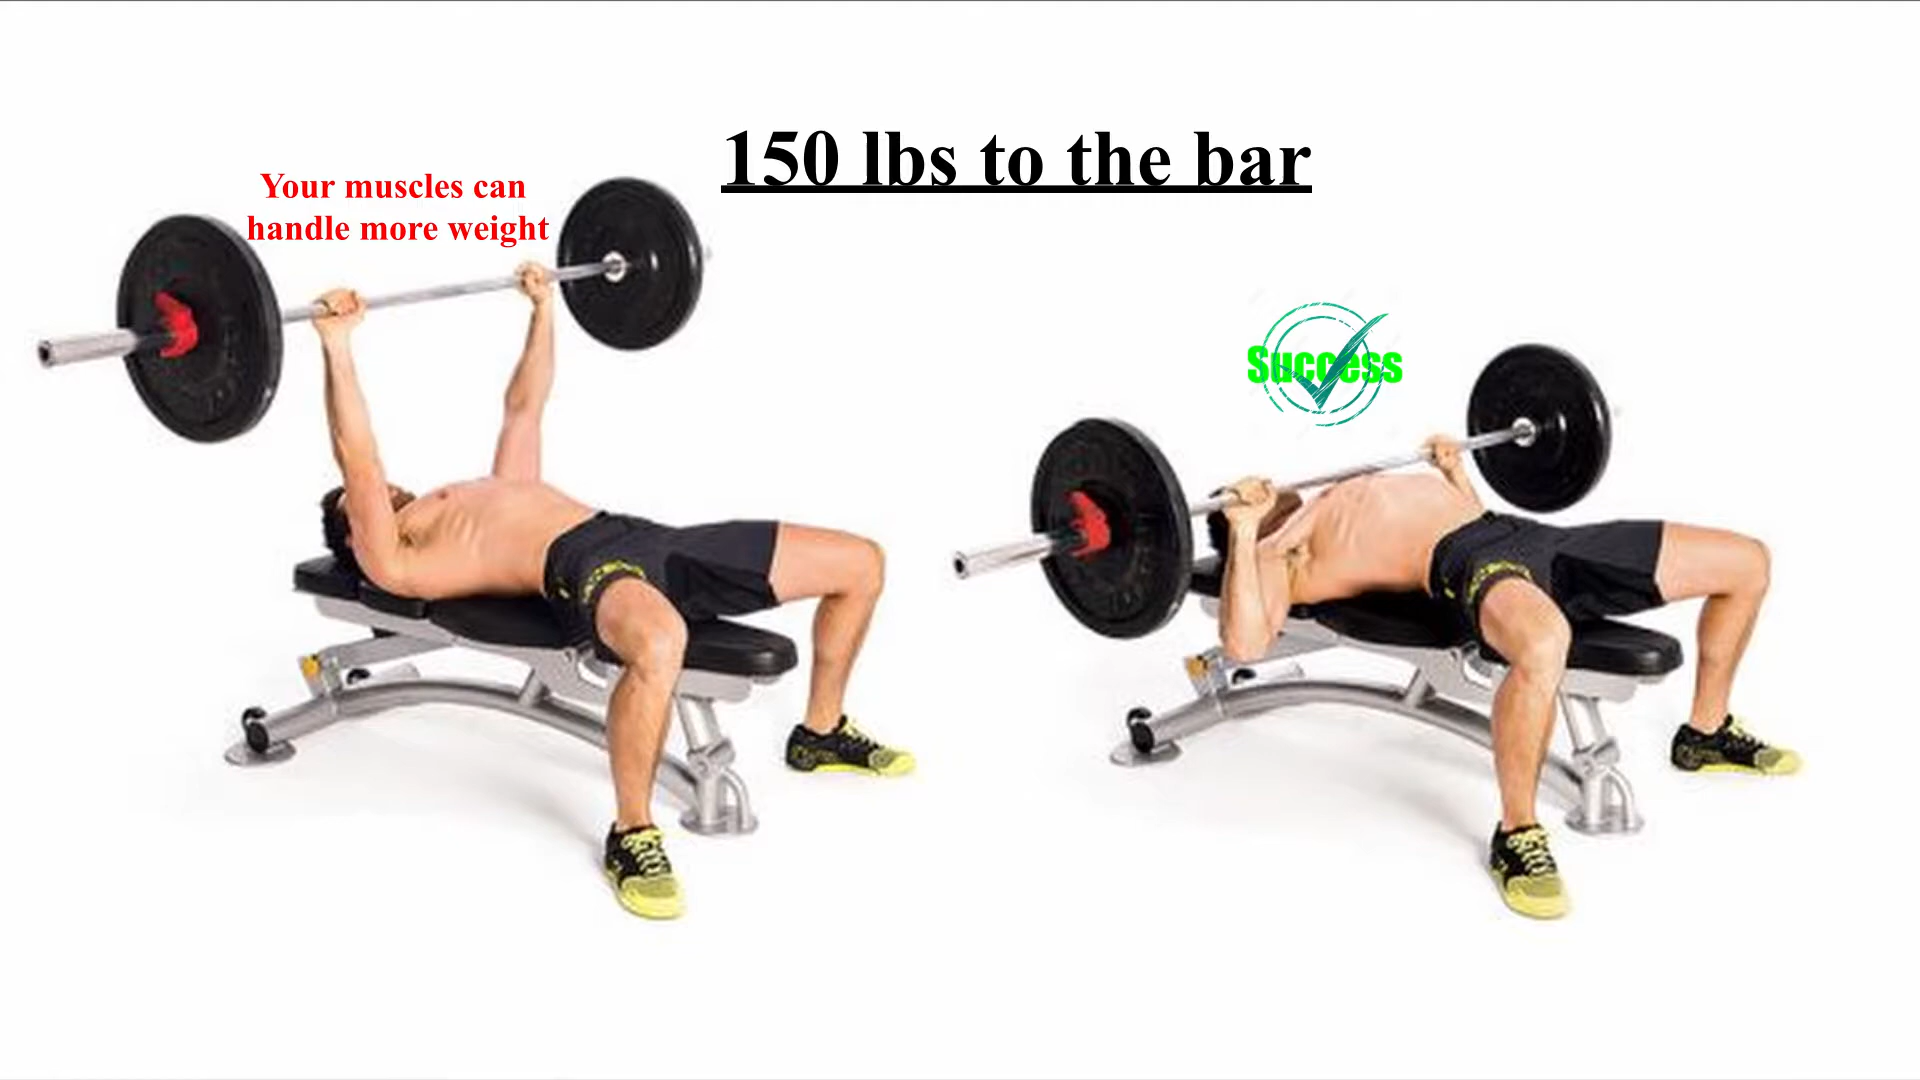 150 lbs to the bar
Your muscles can
handle more weight
Success